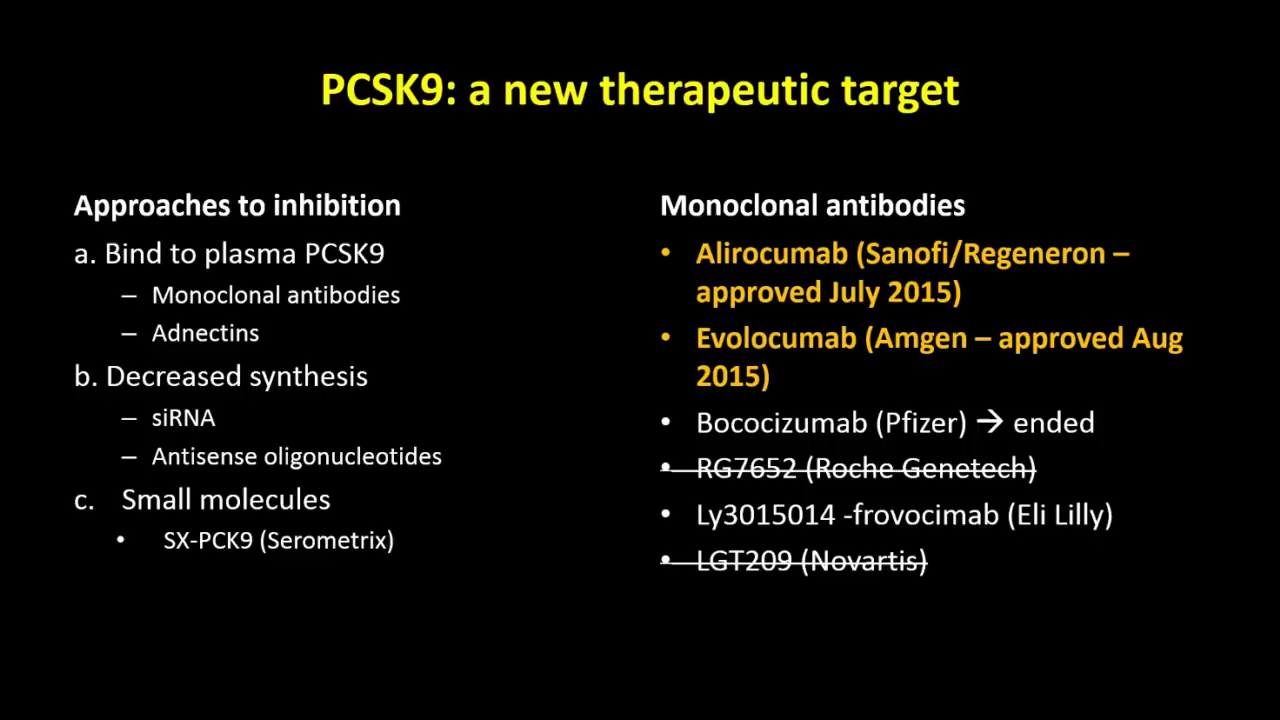 PCSK9: a new therapeutic target
Approaches to inhibition
a. Bind to plasma PCSK9
– Monoclonal antibodies
– Adnectins
b. Decreased synthesis
– siRNA
– Antisense oligonucleotides
c. Small molecules
• SX-PCK9 (Serometrix)
Monoclonal antibodies
• Alirocumab (Sanofi/Regeneron –
approved July 2015)
• Evolocumab (Amgen – approved Aug
2015)
• Bococizumab (Pfizer) → ended
• RG7652 (Roche Genetech)
• Ly3015014 -frovocimab (Eli Lilly)
• LGT209 (Novartis)